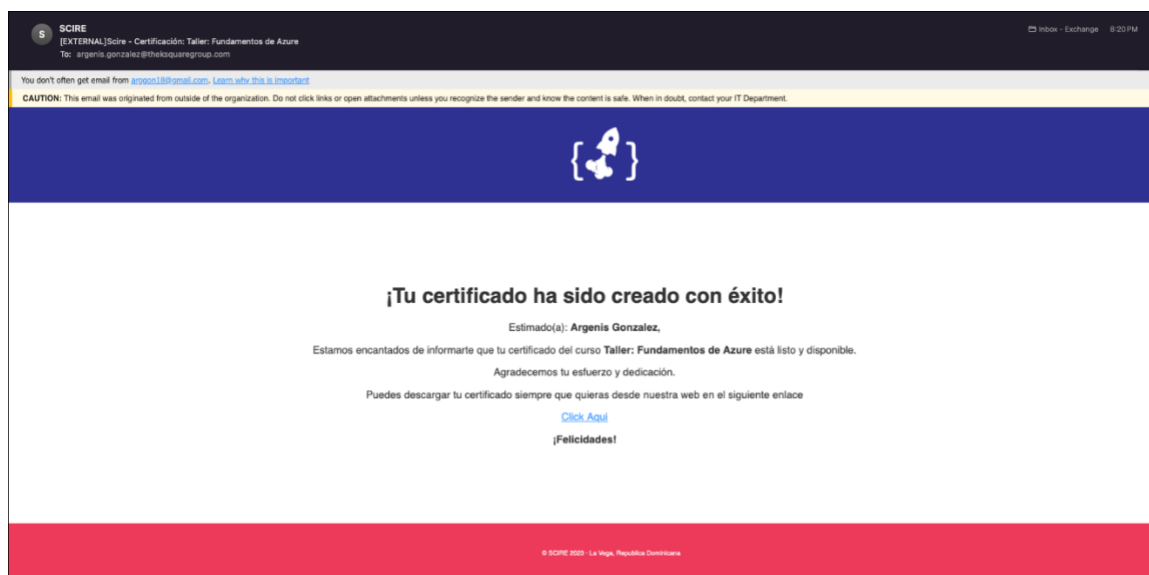 S
SCIRE
Inbox - Exchange 8:20 PM
[EXTERNAL]Scire - Certificación: Taller: Fundamentos de Azure
To: argenis.gonzalez@theksquaregroup.com
You don't often get email from argon18@gmail.com. Learn why this is important
CAUTION: This email was originated from outside of the organization. Do not click links or open attachments unless you recognize the sender and know the content is safe. When in doubt, contact your IT Department.
{ }
¡Tu certificado ha sido creado con éxito!
Estimado(a): Argenis Gonzalez,
Estamos encantados de informarte que tu certificado del curso Taller: Fundamentos de Azure está listo y disponible.
Agradecemos tu esfuerzo y dedicación.
Puedes descargar tu certificado siempre que quieras desde nuestra web en el siguiente enlace
Click Aqui
¡Felicidades!
© SCIRE 2023 - La Vega, Republica Dominicana